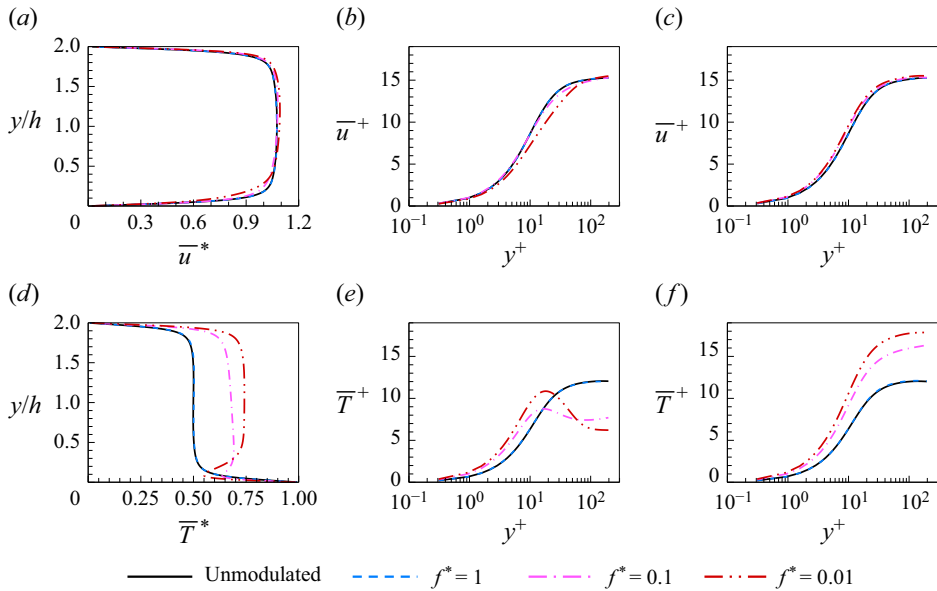 (a) (b) (c)
2.0 15 15
1.5
y/h 1.0 u̅⁺ 10 u̅⁺ 10
0.5 5 5
0 0.3 0.6 0.9 1.2 0 10⁻¹ 10⁰ 10¹ 10² 0 10⁻¹ 10⁰ 10¹ 10²
u̅* y⁺ y⁺
(d) (e) (f)
2.0 15 15
1.5
y/h 1.0 T̅⁺ 10 T̅⁺ 10
0.5 5 5
0 0.25 0.50 0.75 1.00 0 10⁻¹ 10⁰ 10¹ 10² 0 10⁻¹ 10⁰ 10¹ 10²
T̅* y⁺ y⁺
Unmodulated f* = 1 f* = 0.1 f* = 0.01